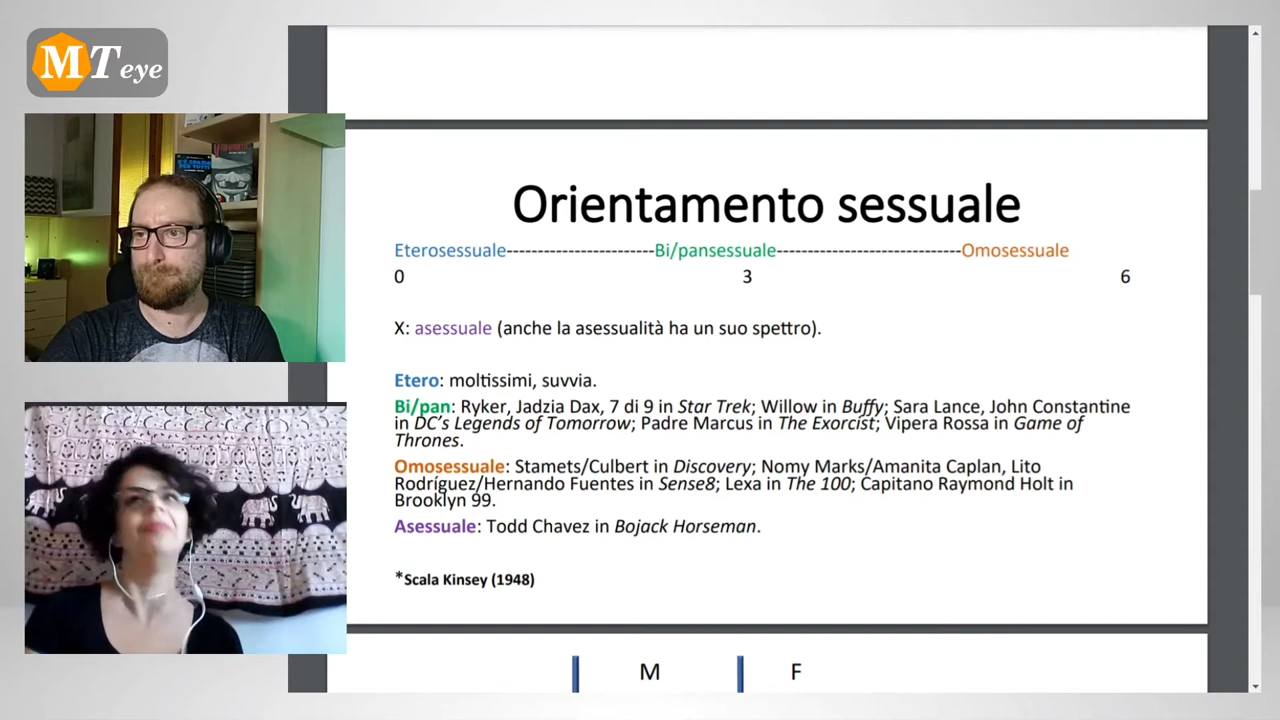 MTeye
C'È SPAZIO
PER TUTTI
Orientamento sessuale
Eterosessuale-----------------------Bi/pansessuale-----------------------------Omosessuale
0 3 6
X: asessuale (anche la asessualità ha un suo spettro).
Etero: moltissimi, suvvia.
Bi/pan: Ryker, Jadzia Dax, 7 di 9 in Star Trek; Willow in Buffy; Sara Lance, John Constantine
in DC's Legends of Tomorrow; Padre Marcus in The Exorcist; Vipera Rossa in Game of
Thrones.
Omosessuale: Stamets/Culbert in Discovery; Nomy Marks/Amanita Caplan, Lito
Rodríguez/Hernando Fuentes in Sense8; Lexa in The 100; Capitano Raymond Holt in
Brooklyn 99.
Asessuale: Todd Chavez in Bojack Horseman.
*Scala Kinsey (1948)
M F